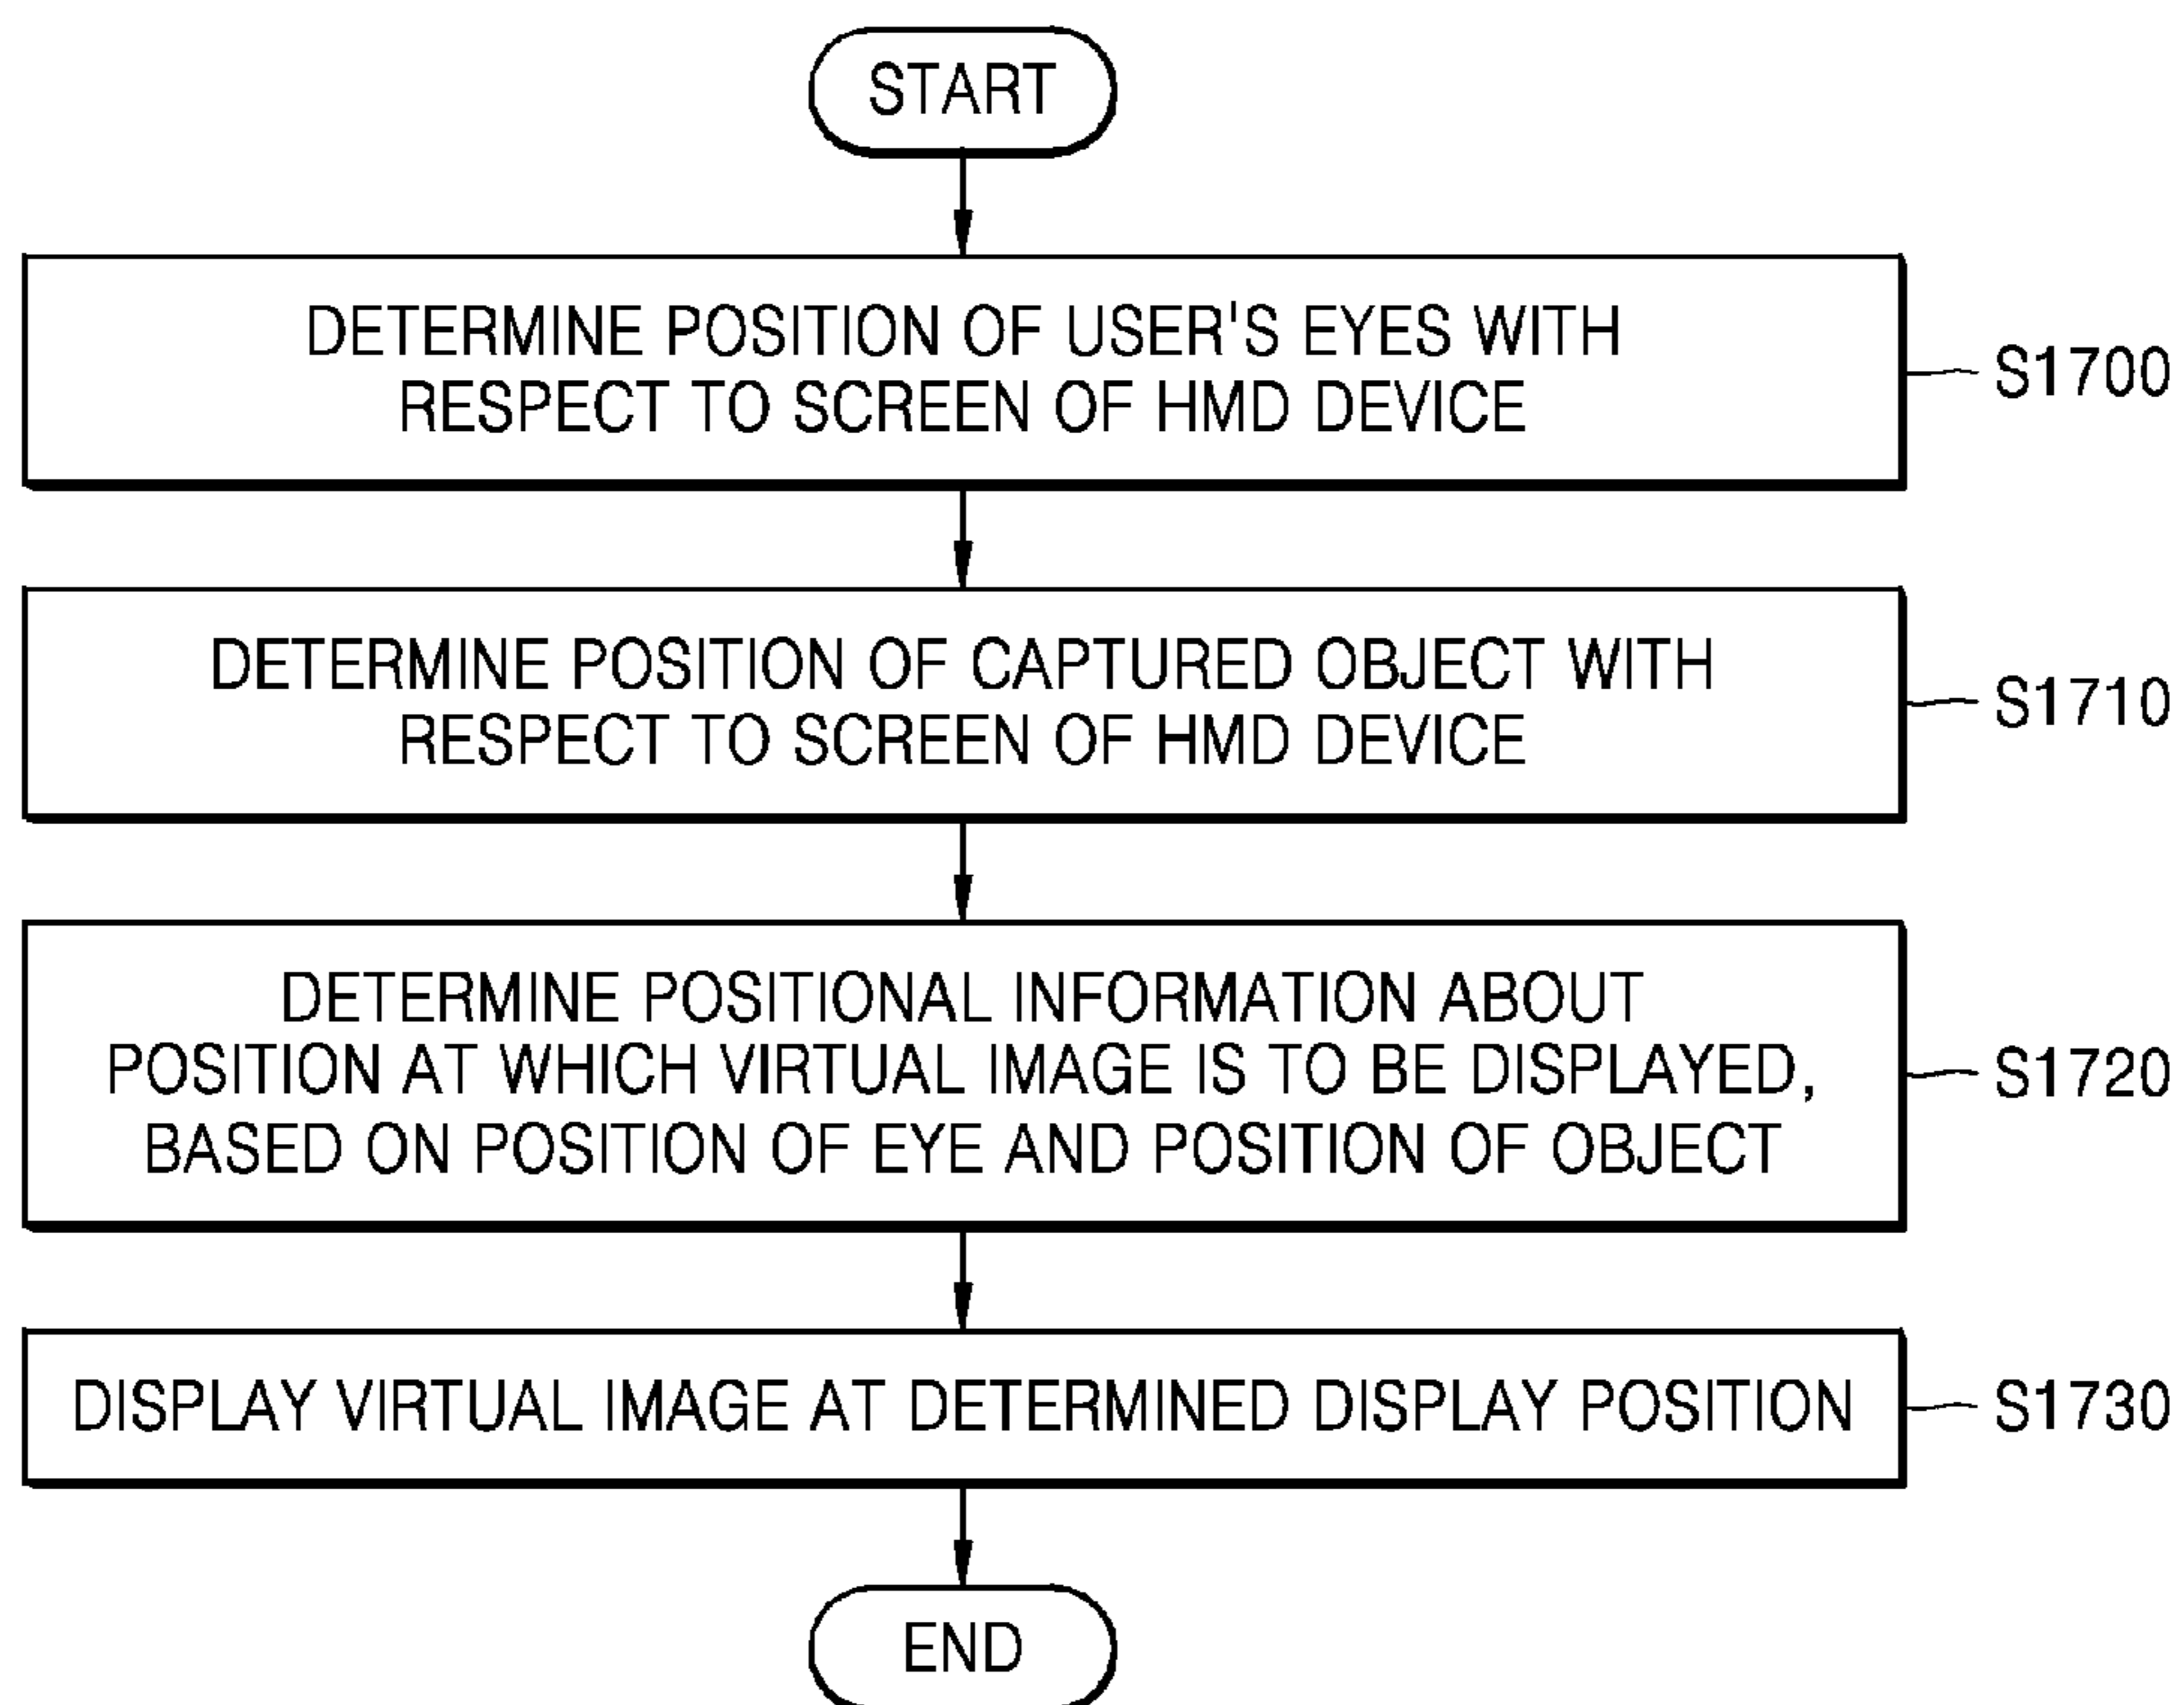 START
DETERMINE POSITION OF USER'S EYES WITH
RESPECT TO SCREEN OF HMD DEVICE
S1700
DETERMINE POSITION OF CAPTURED OBJECT WITH
RESPECT TO SCREEN OF HMD DEVICE
S1710
DETERMINE POSITIONAL INFORMATION ABOUT
POSITION AT WHICH VIRTUAL IMAGE IS TO BE DISPLAYED,
BASED ON POSITION OF EYE AND POSITION OF OBJECT
S1720
DISPLAY VIRTUAL IMAGE AT DETERMINED DISPLAY POSITION
S1730
END